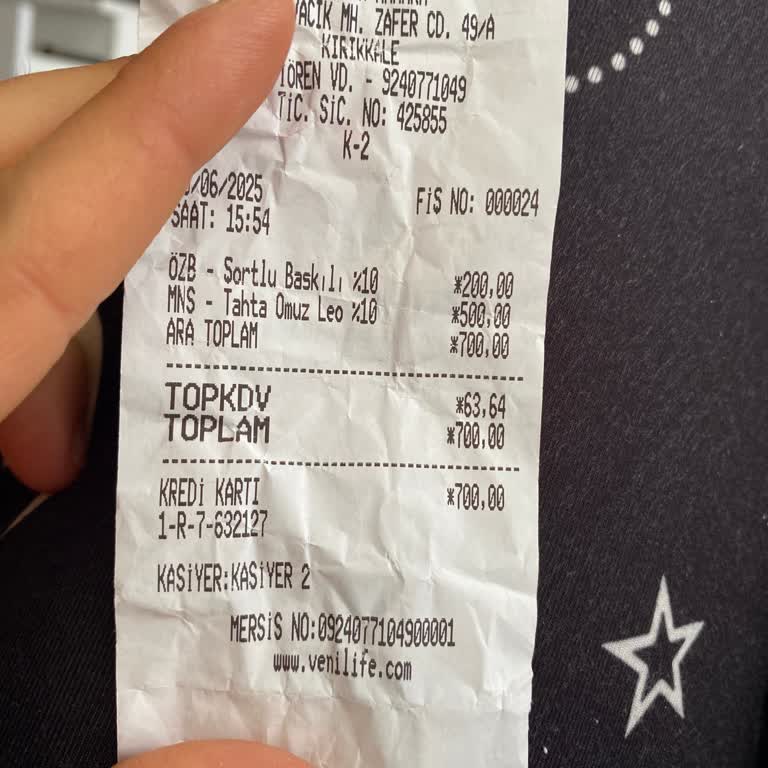 MH. ZAFER CD. 49/A
KIRIKKALE
VD. - 9240771049
TİC. SİC. NO: 425855
K-2
/06/2025
FİŞ NO: 000024
SAAT: 15:54
ÖZB - Şortlu Baskılı %10 *200,00
MNS - Tahta Omuz Leo %10 *500,00
ARA TOPLAM *700,00
TOPKDV *63,64
TOPLAM *700,00
KREDİ KARTI *700,00
1-R-7-632127
KASİYER:KASİYER 2
MERSİS NO:0924077104900001
www.venilife.com